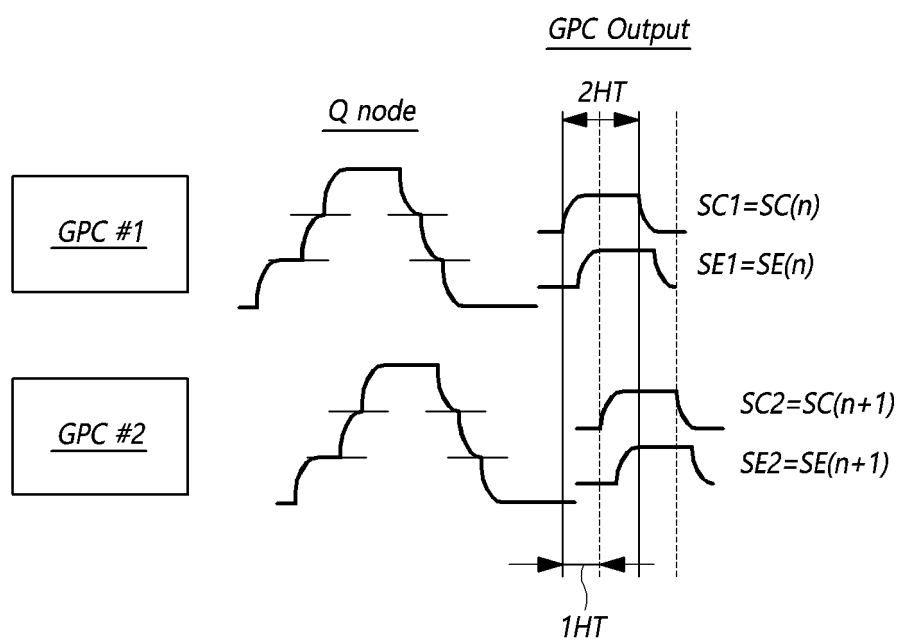 GPC Output
2HT
Q node
GPC #1
SC1=SC(n)
SE1=SE(n)
GPC #2
SC2=SC(n+1)
SE2=SE(n+1)
1HT